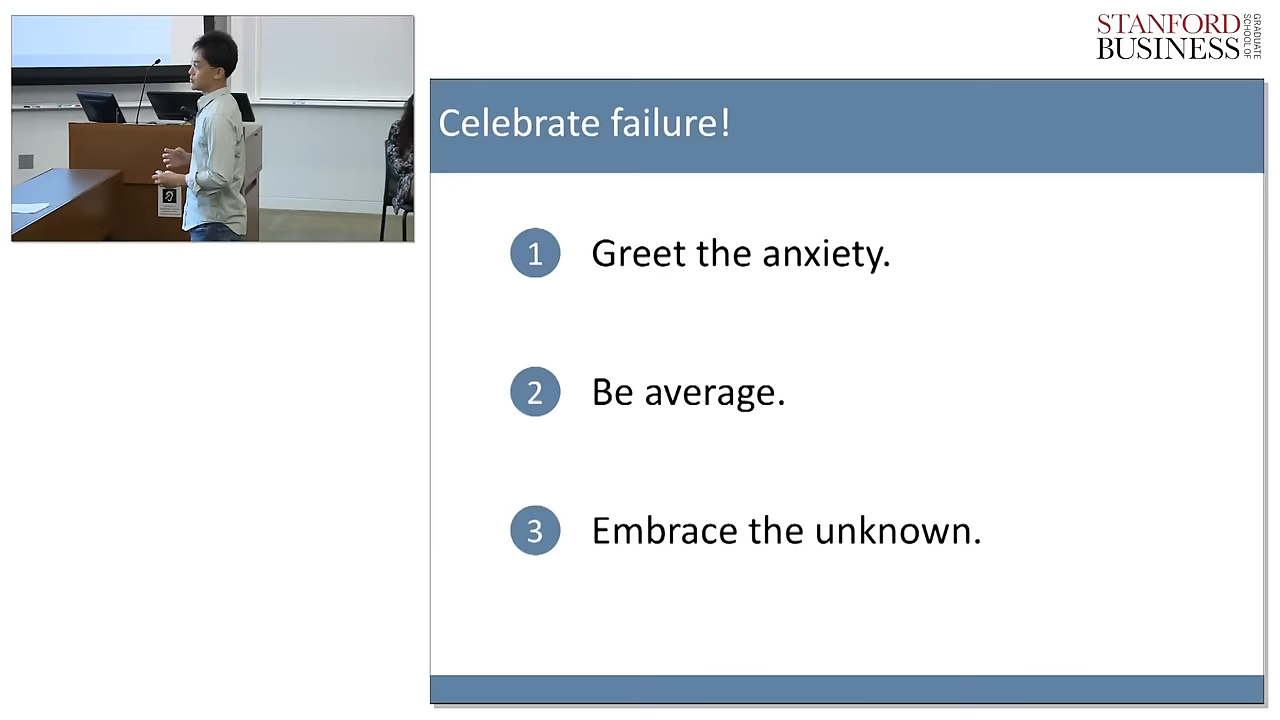 STANFORD
BUSINESS
GRADUATE
SCHOOL OF
Celebrate failure!
1 Greet the anxiety.
2 Be average.
3 Embrace the unknown.